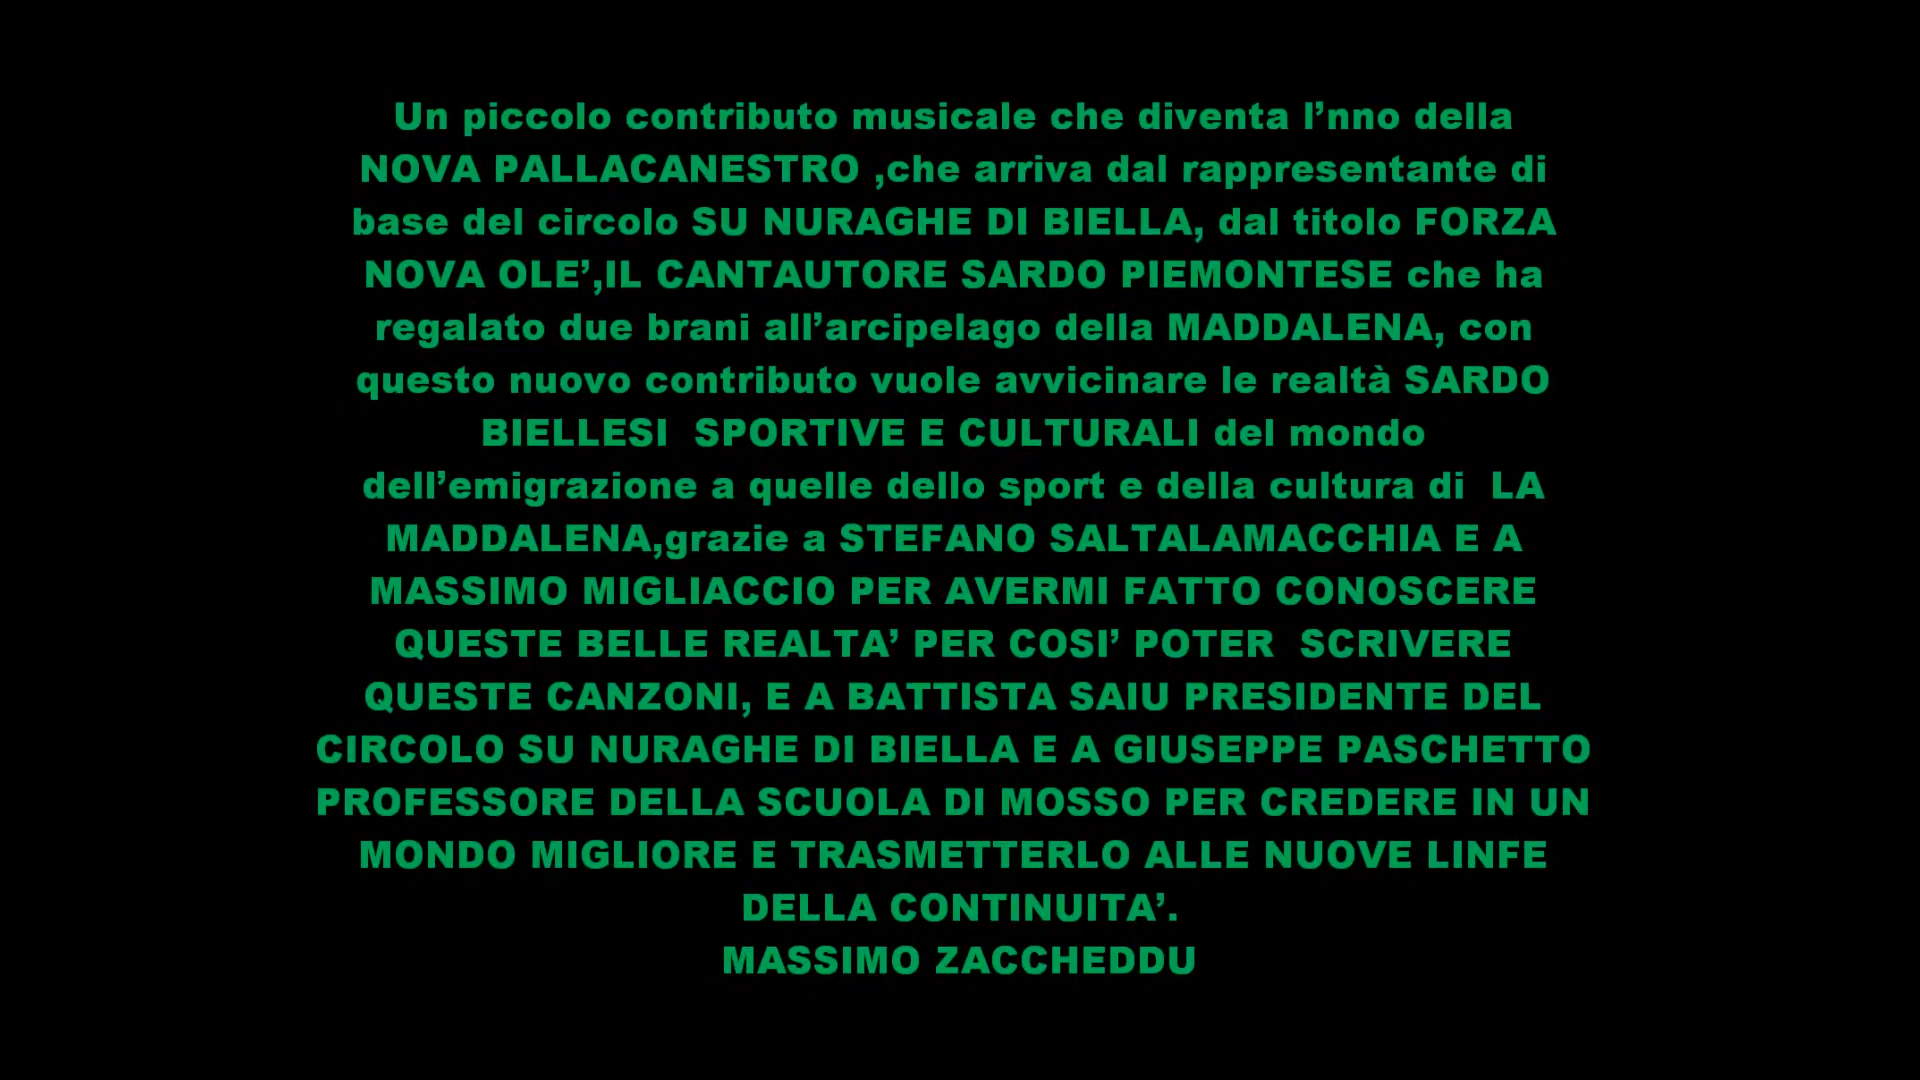 Un piccolo contributo musicale che diventa l’nno della
NOVA PALLACANESTRO ,che arriva dal rappresentante di
base del circolo SU NURAGHE DI BIELLA, dal titolo FORZA
NOVA OLE’,IL CANTAUTORE SARDO PIEMONTESE che ha
regalato due brani all’arcipelago della MADDALENA, con
questo nuovo contributo vuole avvicinare le realtà SARDO
BIELLESI  SPORTIVE E CULTURALI del mondo
dell’emigrazione a quelle dello sport e della cultura di  LA
MADDALENA,grazie a STEFANO SALTALAMACCHIA E A
MASSIMO MIGLIACCIO PER AVERMI FATTO CONOSCERE
QUESTE BELLE REALTA’ PER COSI’ POTER  SCRIVERE
QUESTE CANZONI, E A BATTISTA SAIU PRESIDENTE DEL
CIRCOLO SU NURAGHE DI BIELLA E A GIUSEPPE PASCHETTO
PROFESSORE DELLA SCUOLA DI MOSSO PER CREDERE IN UN
MONDO MIGLIORE E TRASMETTERLO ALLE NUOVE LINFE
DELLA CONTINUITA’.
MASSIMO ZACCHEDDU